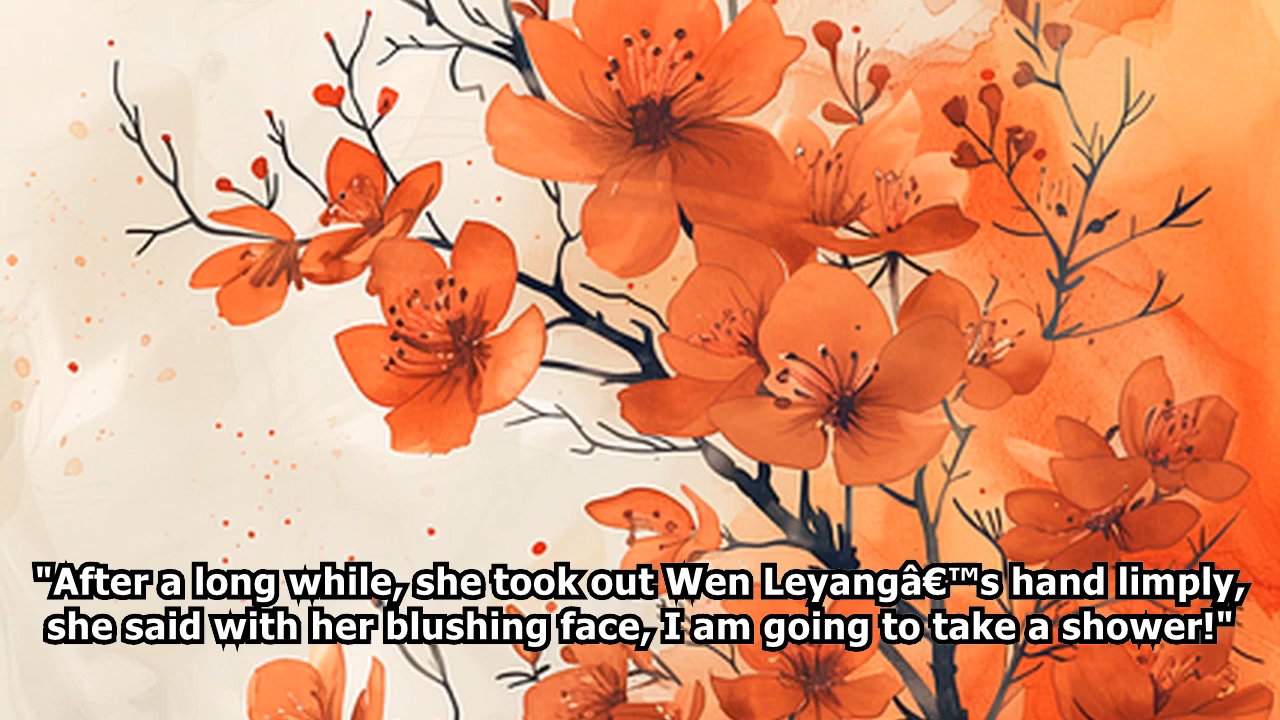 "After a long while, she took out Wen Leyangâ€™s hand limply,
she said with her blushing face, I am going to take a shower!"